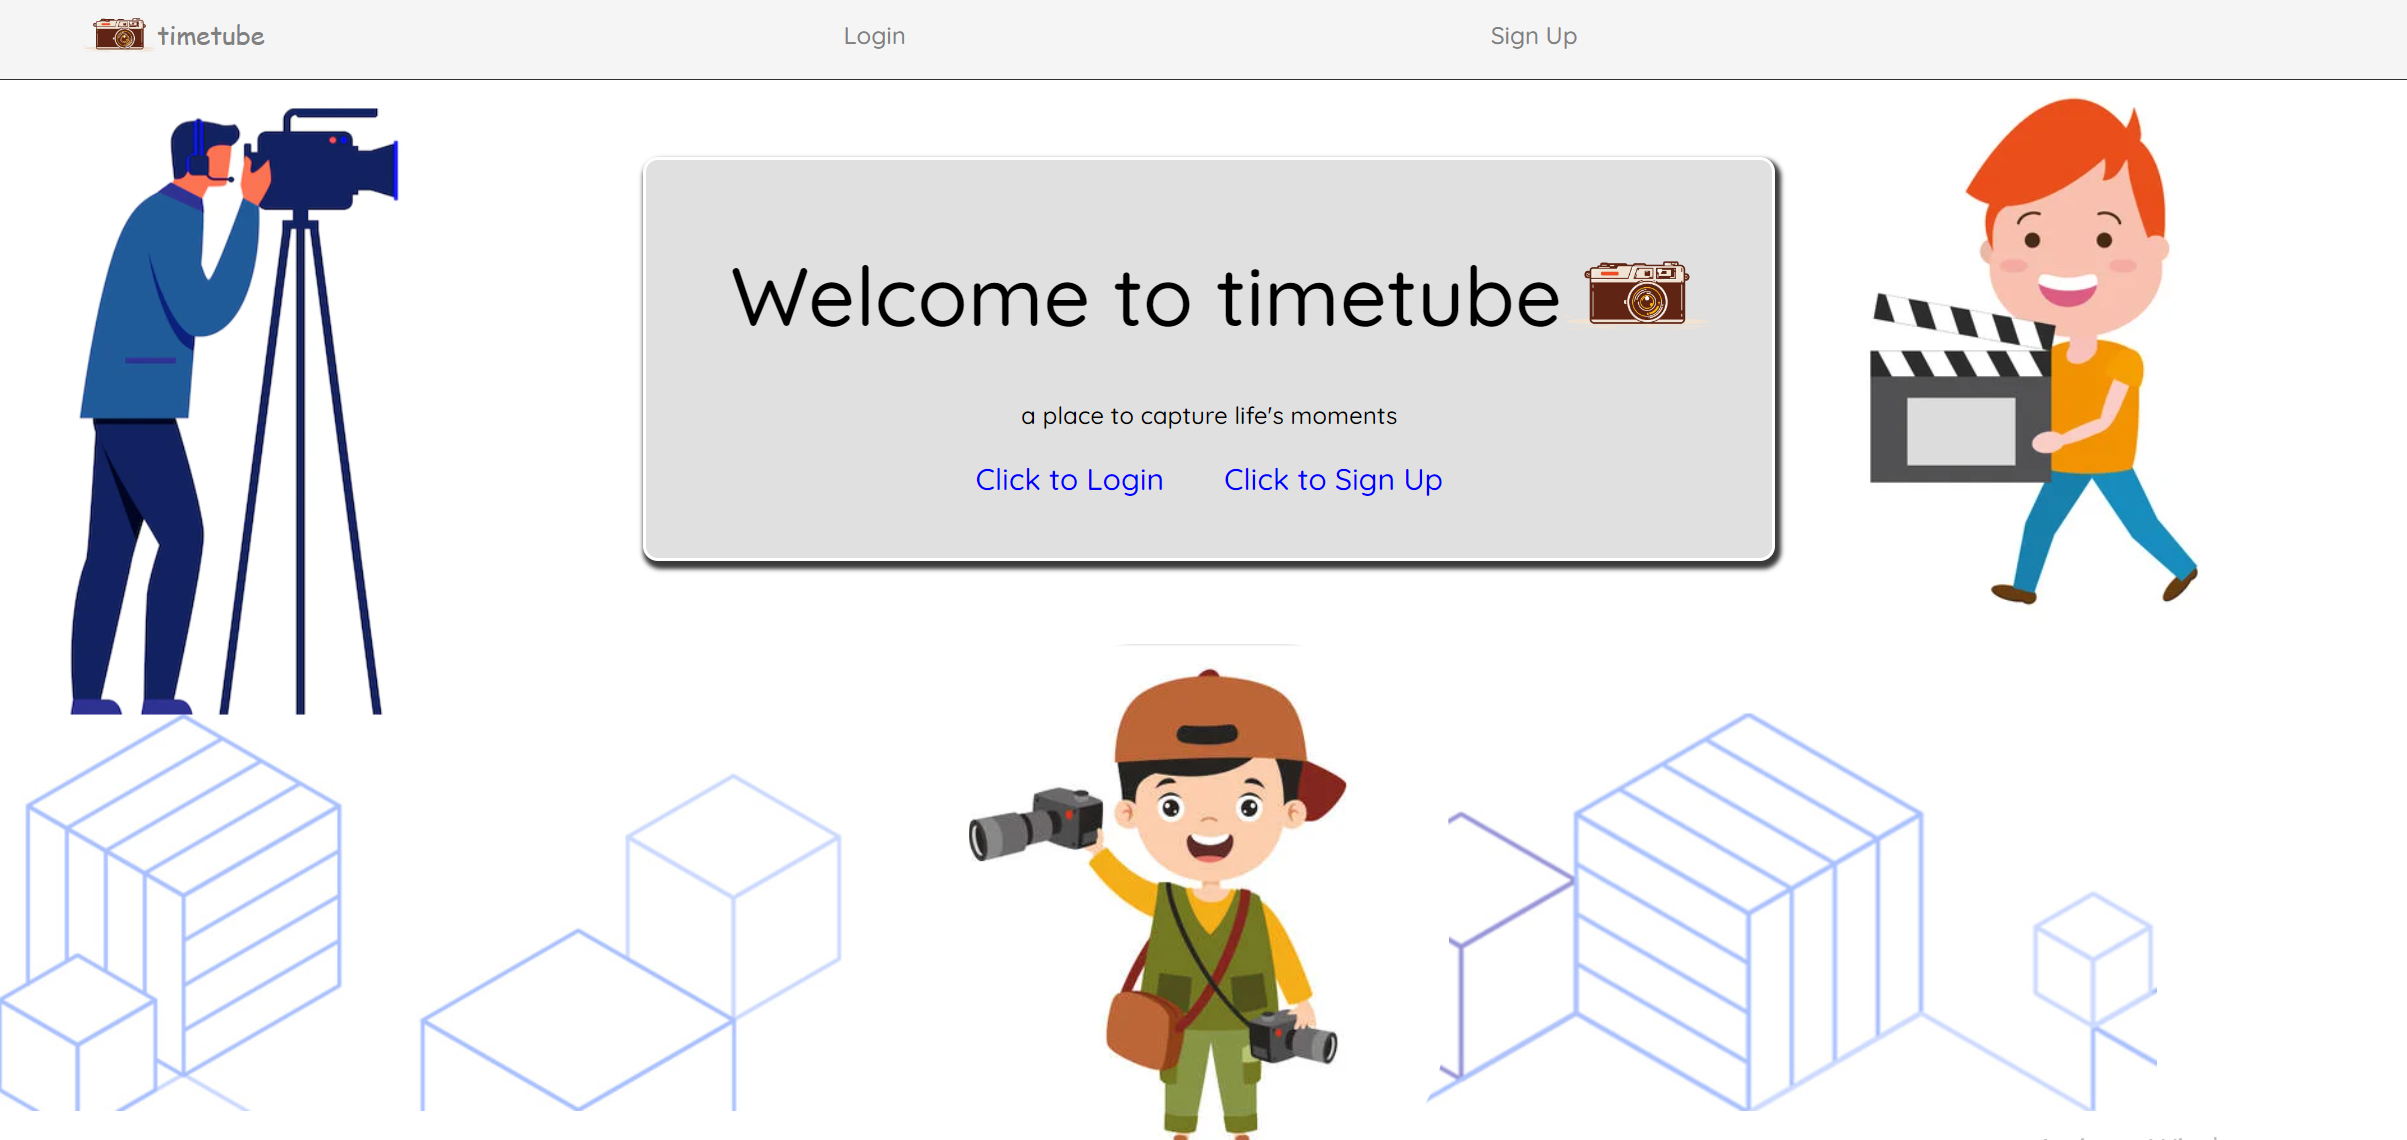 timetube
Login
Sign Up
Welcome to timetube
a place to capture life's moments
Click to Login
Click to Sign Up